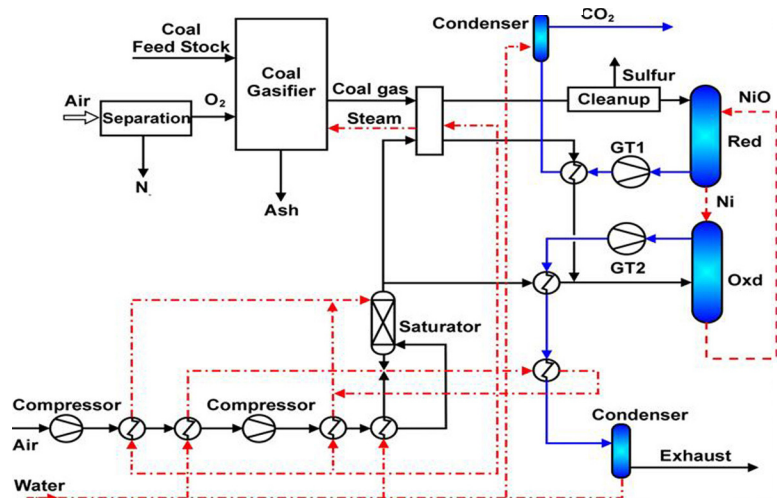 Condenser
CO2
Coal
Feed Stock
Coal
Gasifier
Coal gas
Sulfur
Air
O2
Separation
Steam
Cleanup
NiO
Red
GT1
N
Ash
Ni
GT2
Oxd
Saturator
Compressor
Compressor
Condenser
Air
Exhaust
Water